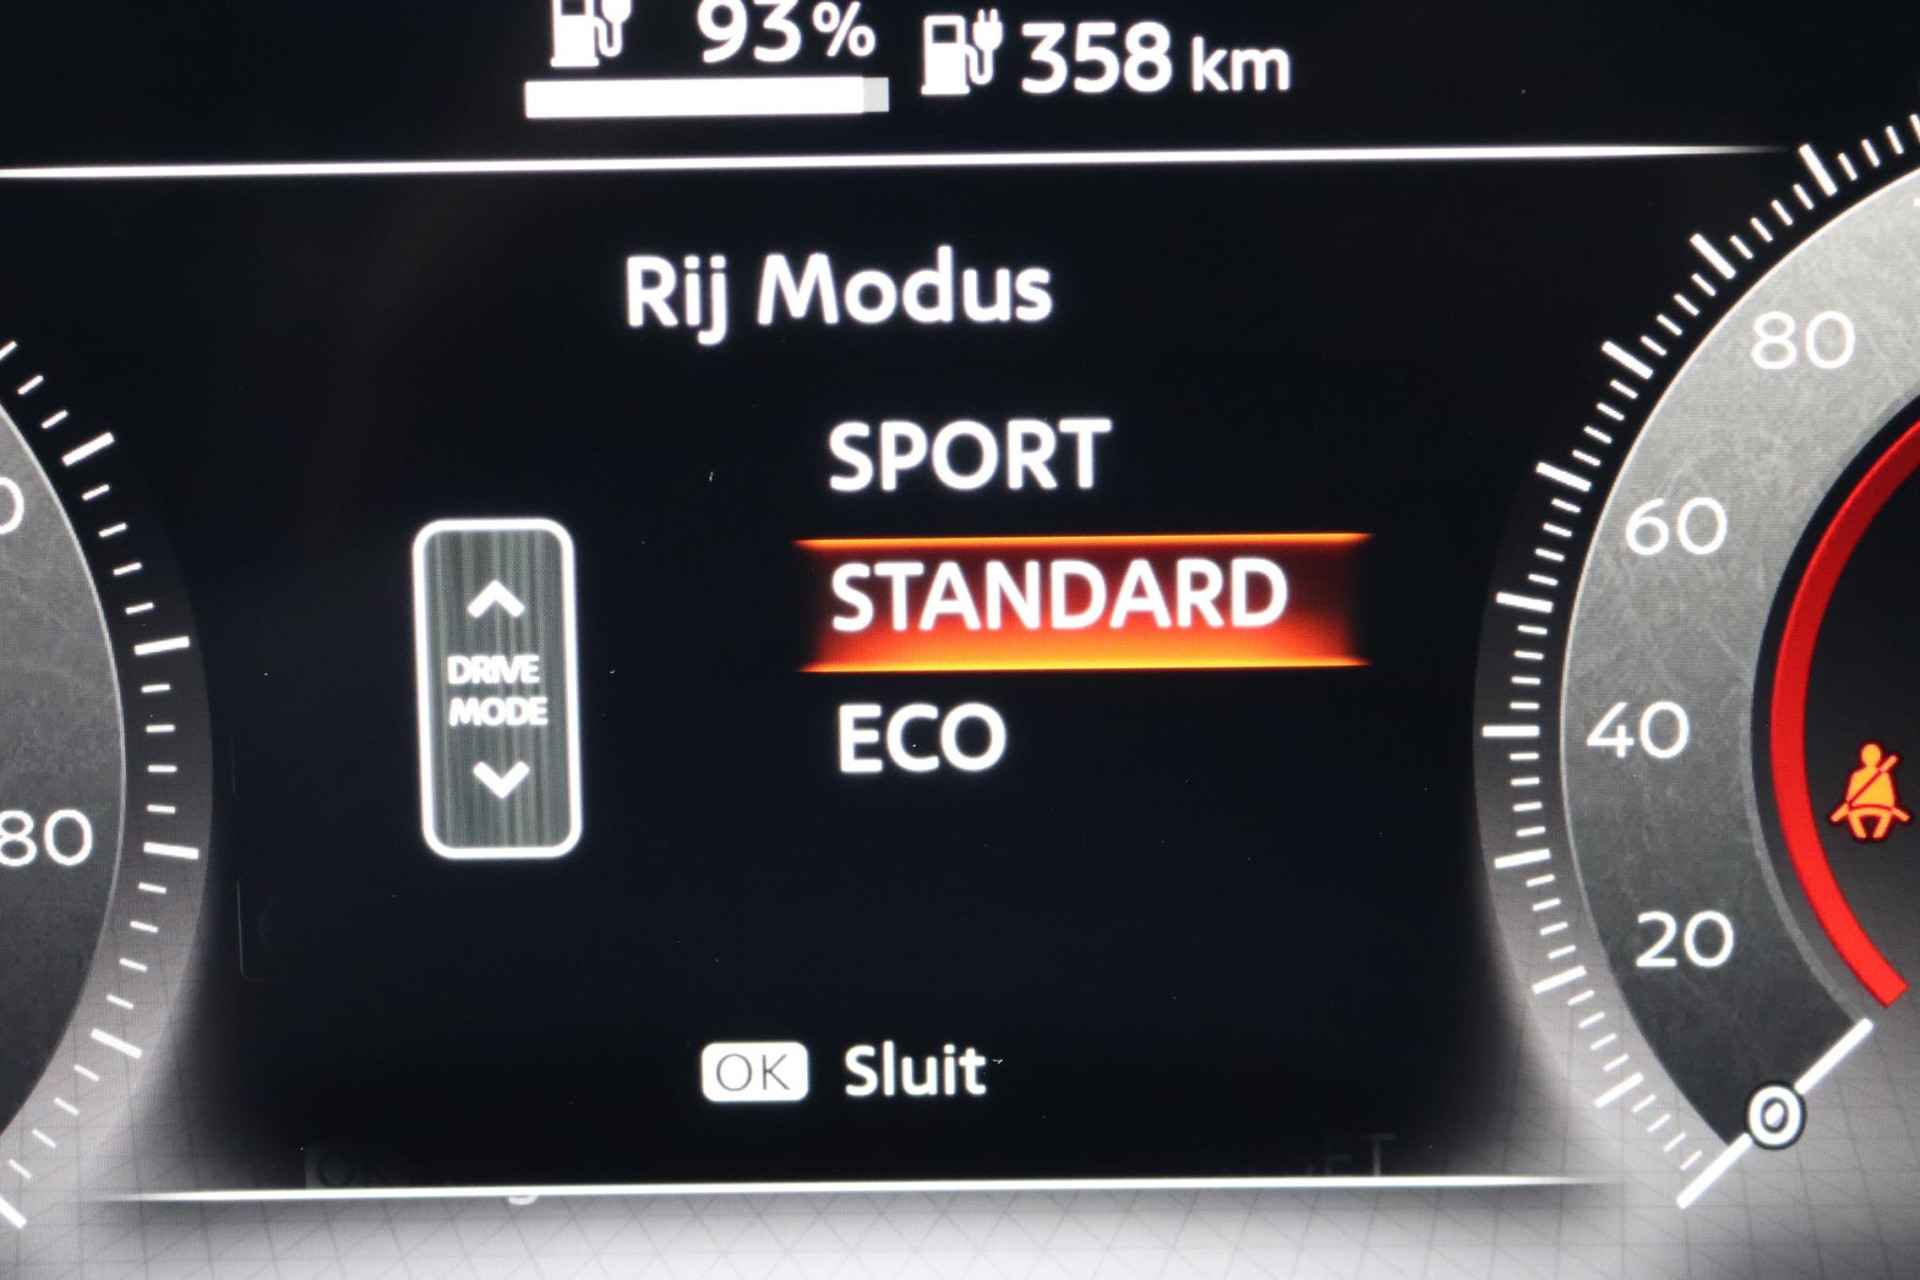 93%
358 km
Rij Modus
SPORT
STANDARD
ECO
DRIVE
MODE
OK Sluit
80
80
60
40
20
0